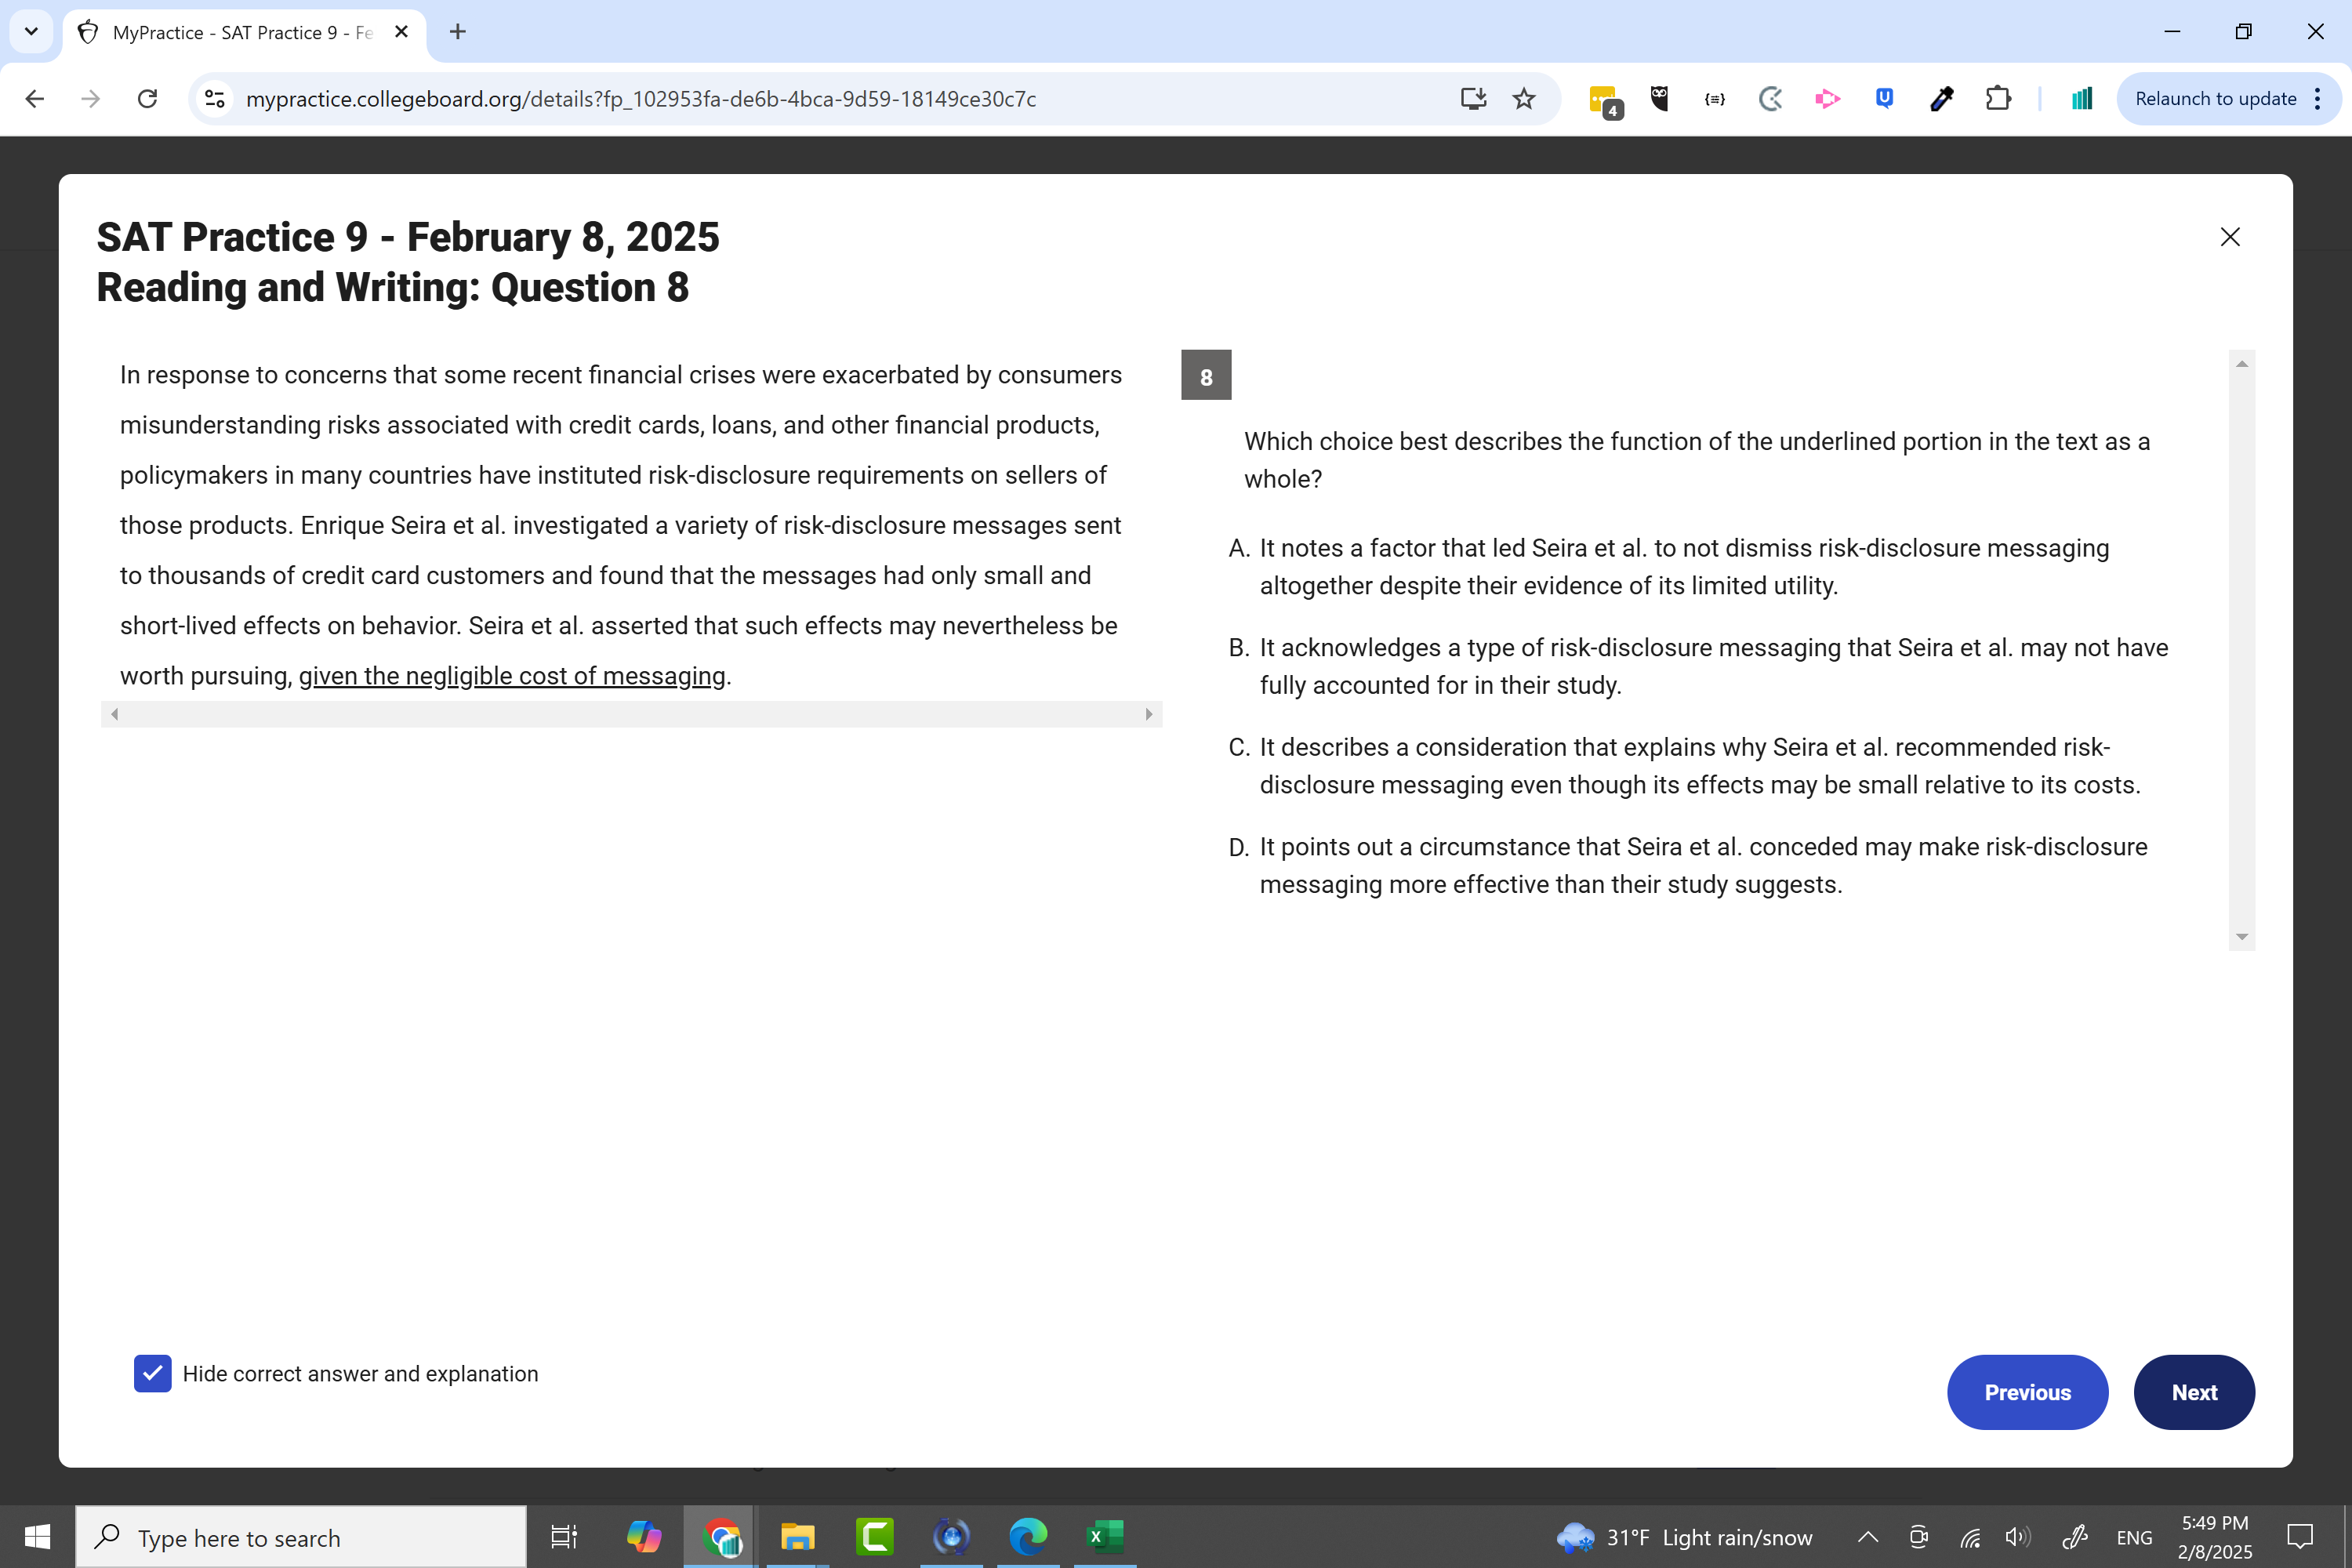 MyPractice - SAT Practice 9 - Fe
mypractice.collegeboard.org/details?fp_102953fa-de6b-4bca-9d59-18149ce30c7c
4
Relaunch to update
SAT Practice 9 - February 8, 2025
Reading and Writing: Question 8
In response to concerns that some recent financial crises were exacerbated by consumers
misunderstanding risks associated with credit cards, loans, and other financial products,
policymakers in many countries have instituted risk-disclosure requirements on sellers of
those products. Enrique Seira et al. investigated a variety of risk-disclosure messages sent
to thousands of credit card customers and found that the messages had only small and
short-lived effects on behavior. Seira et al. asserted that such effects may nevertheless be
worth pursuing, given the negligible cost of messaging.
8
Which choice best describes the function of the underlined portion in the text as a
whole?
A. It notes a factor that led Seira et al. to not dismiss risk-disclosure messaging
altogether despite their evidence of its limited utility.
B. It acknowledges a type of risk-disclosure messaging that Seira et al. may not have
fully accounted for in their study.
C. It describes a consideration that explains why Seira et al. recommended risk-
disclosure messaging even though its effects may be small relative to its costs.
D. It points out a circumstance that Seira et al. conceded may make risk-disclosure
messaging more effective than their study suggests.
Hide correct answer and explanation
Previous
Next
Type here to search
31°F Light rain/snow
ENG
5:49 PM
2/8/2025